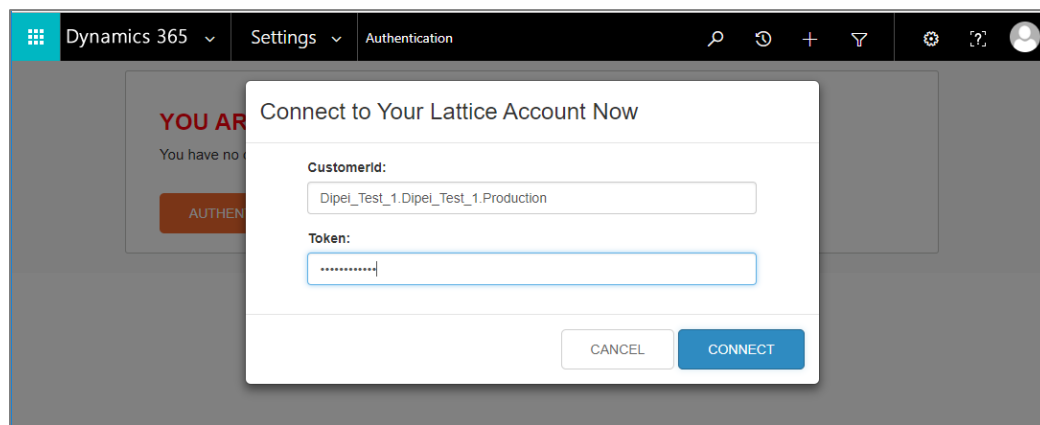 Dynamics 365 Settings Authentication
Connect to Your Lattice Account Now
YOU AR
You have no
CustomerId:
Dipei_Test_1.Dipei_Test_1.Production
AUTHEN
Token:
••••••••••••
CANCEL CONNECT